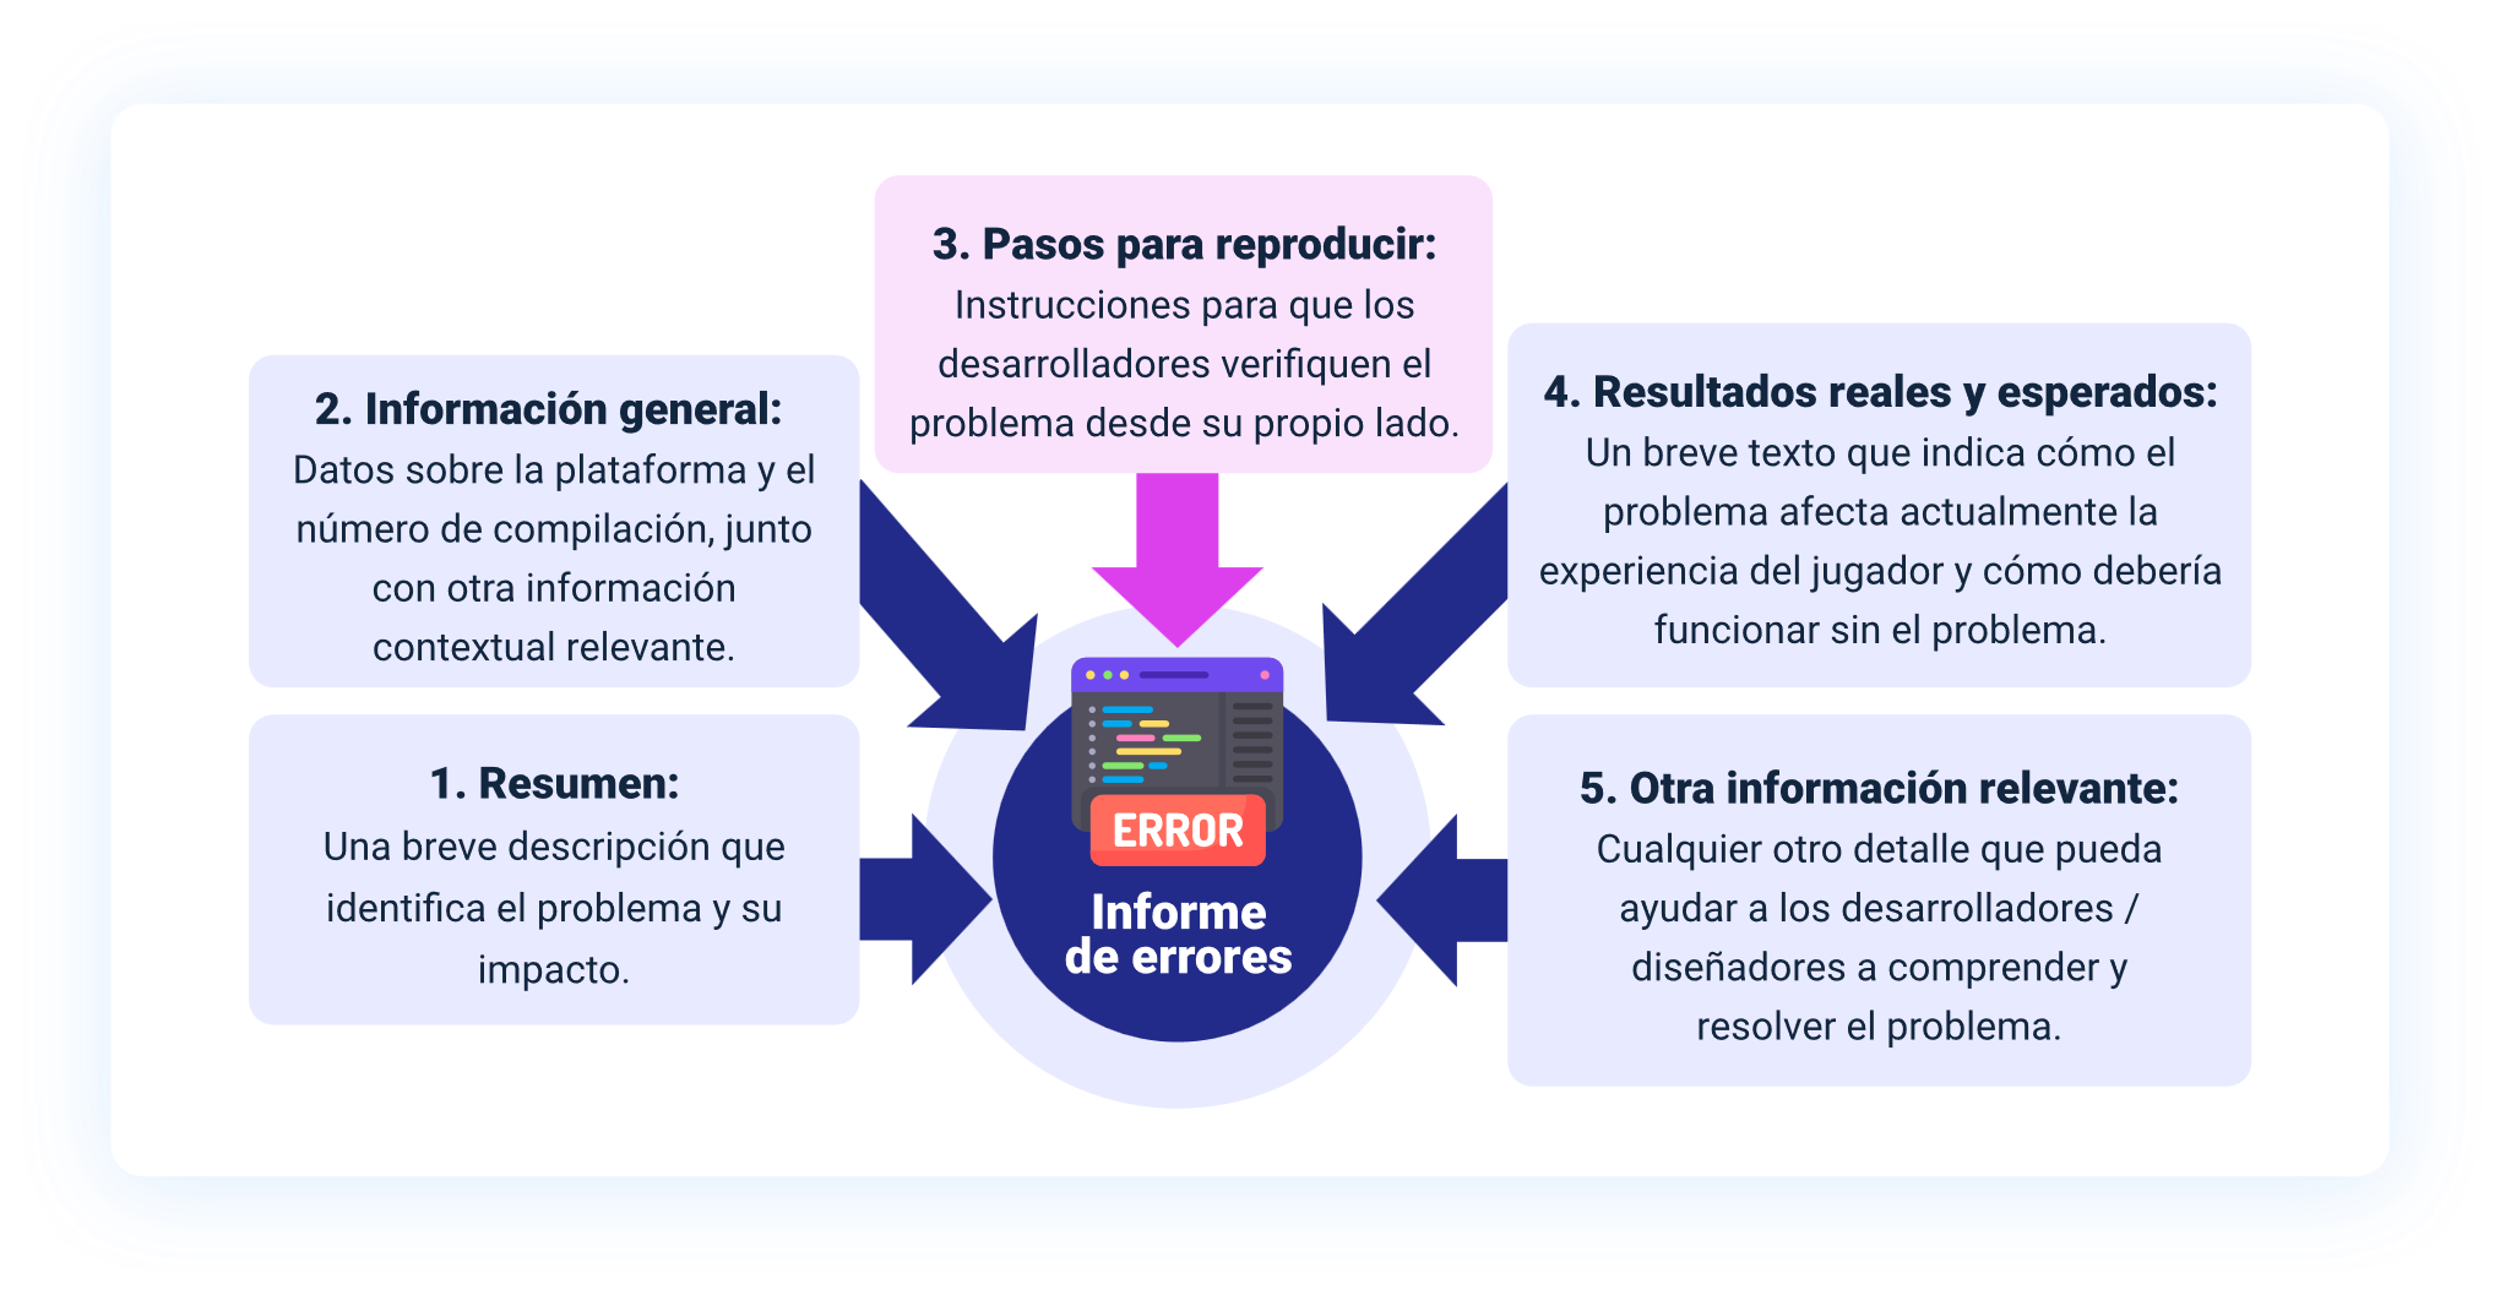 3. Pasos para reproducir:
Instrucciones para que los
desarrolladores verifiquen el
problema desde su propio lado.
2. Información general:
Datos sobre la plataforma y el
número de compilación, junto
con otra información
contextual relevante.
4. Resultados reales y esperados:
Un breve texto que indica cómo el
problema afecta actualmente la
experiencia del jugador y cómo debería
funcionar sin el problema.
1. Resumen:
Una breve descripción que
identifica el problema y su
impacto.
ERROR
Informe
de errores
5. Otra información relevante:
Cualquier otro detalle que pueda
ayudar a los desarrolladores /
diseñadores a comprender y
resolver el problema.